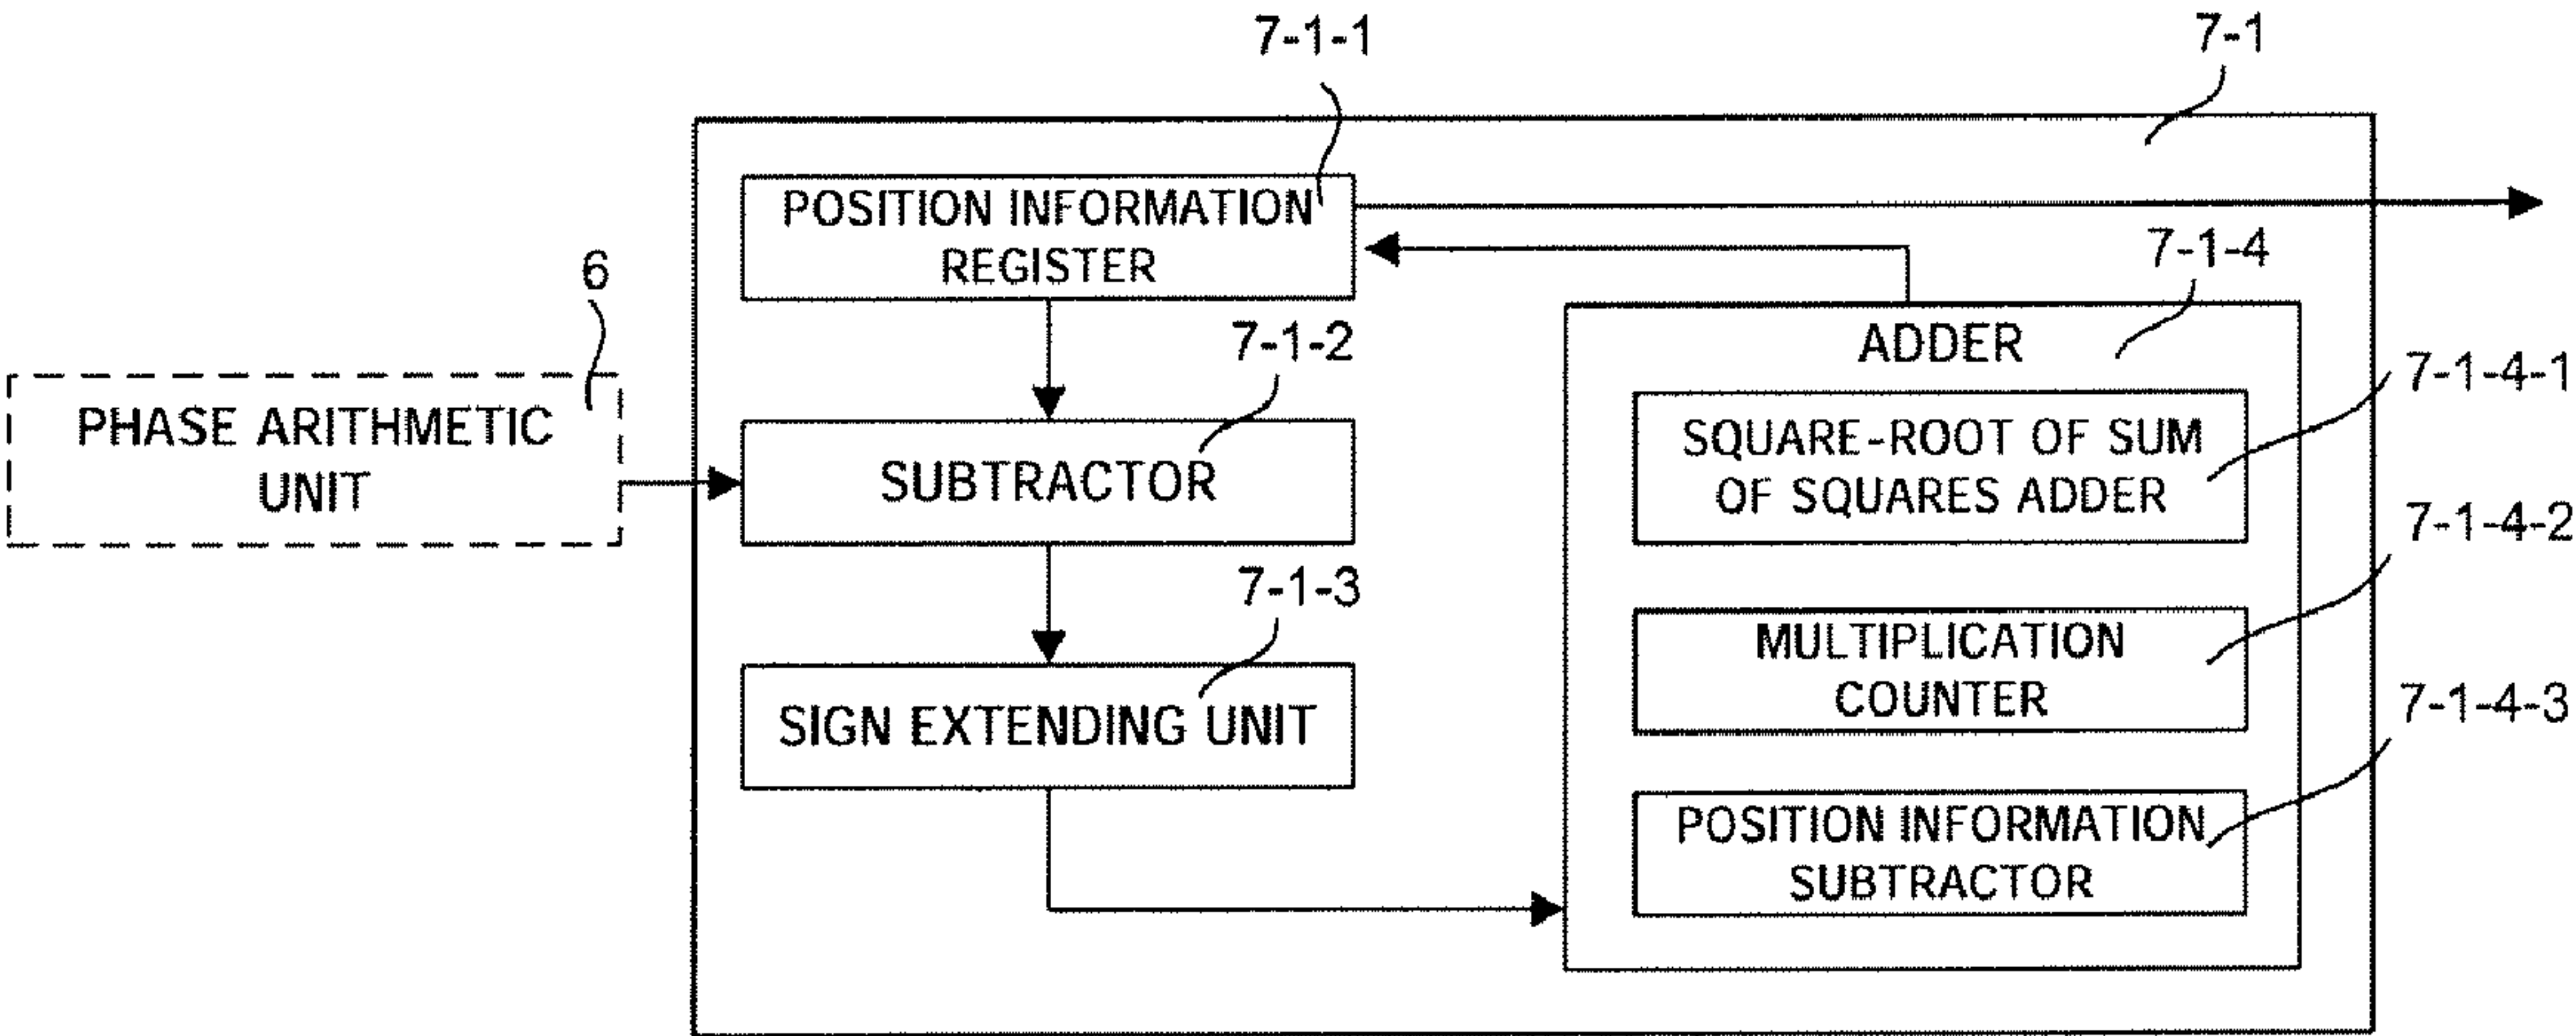 7-1-1
7-1
POSITION INFORMATION
REGISTER
7-1-4
6
7-1-2
ADDER
7-1-4-1
PHASE ARITHMETIC
UNIT
SUBTRACTOR
SQUARE-ROOT OF SUM
OF SQUARES ADDER
7-1-4-2
7-1-3
MULTIPLICATION
COUNTER
SIGN EXTENDING UNIT
7-1-4-3
POSITION INFORMATION
SUBTRACTOR